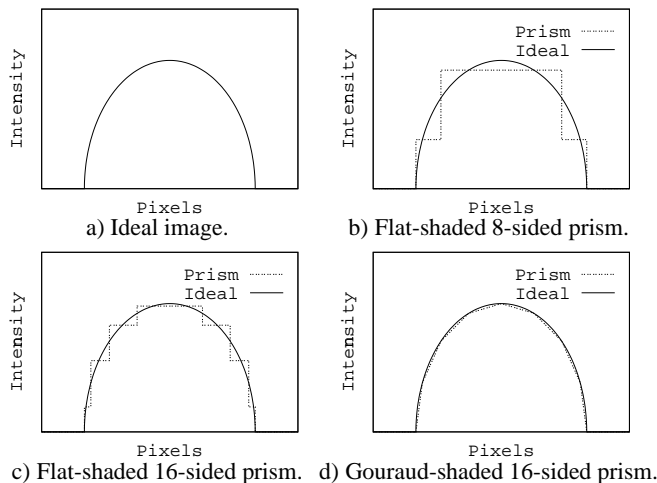 Intensity
Pixels
a) Ideal image.
Prism
Ideal
Intensity
Pixels
b) Flat-shaded 8-sided prism.
Prism
Ideal
Intensity
Pixels
c) Flat-shaded 16-sided prism.
Prism
Ideal
Intensity
Pixels
d) Gouraud-shaded 16-sided prism.